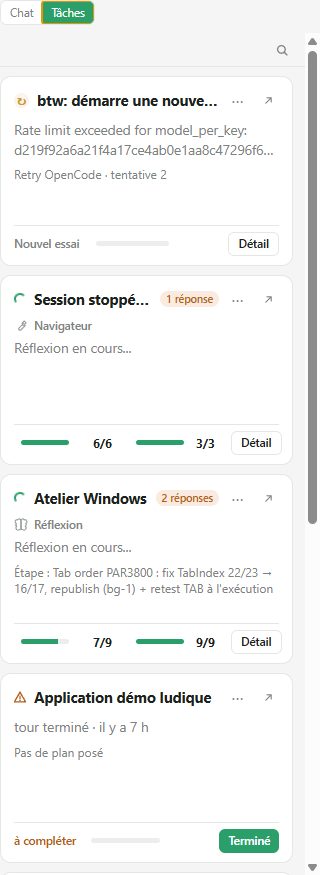 Chat Tâches
btw: démarre une nouve... ... ↗
Rate limit exceeded for model_per_key:
d219f92a6a21f4a17ce4ab0e1aa8c47296f6...
Retry OpenCode · tentative 2
Nouvel essai Détail
Session stoppé... 1 réponse ... ↗
Navigateur
Réflexion en cours...
6/6 3/3 Détail
Atelier Windows 2 réponses ... ↗
Réflexion
Réflexion en cours...
Étape : Tab order PAR3800 : fix TabIndex 22/23 →
16/17, republish (bg-1) + retest TAB à l'exécution
7/9 9/9 Détail
Application démo ludique ... ↗
tour terminé · il y a 7 h
Pas de plan posé
à compléter Terminé